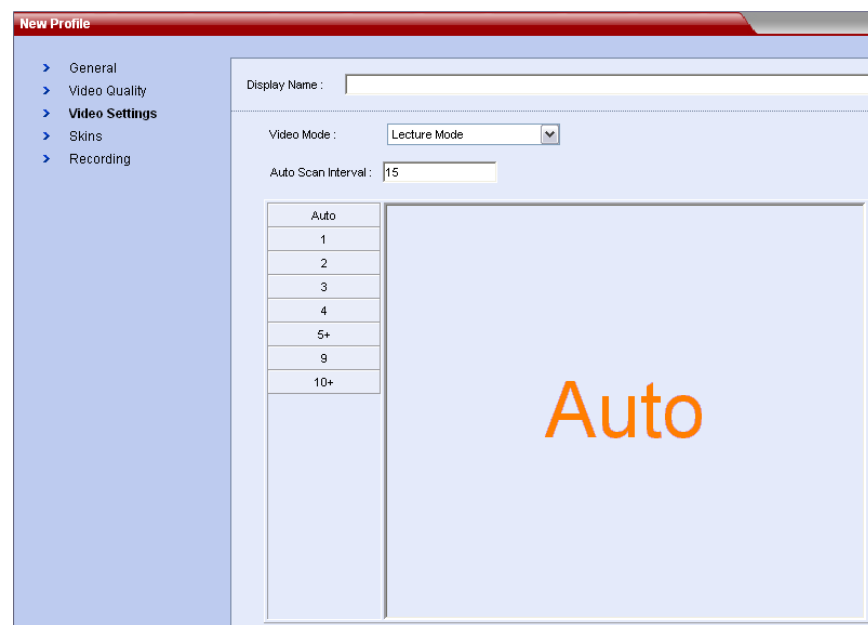 New Profile
General
Video Quality
Video Settings
Skins
Recording
Display Name :
Video Mode : Lecture Mode
Auto Scan Interval : 15
Auto
1
2
3
4
5+
9
10+
Auto